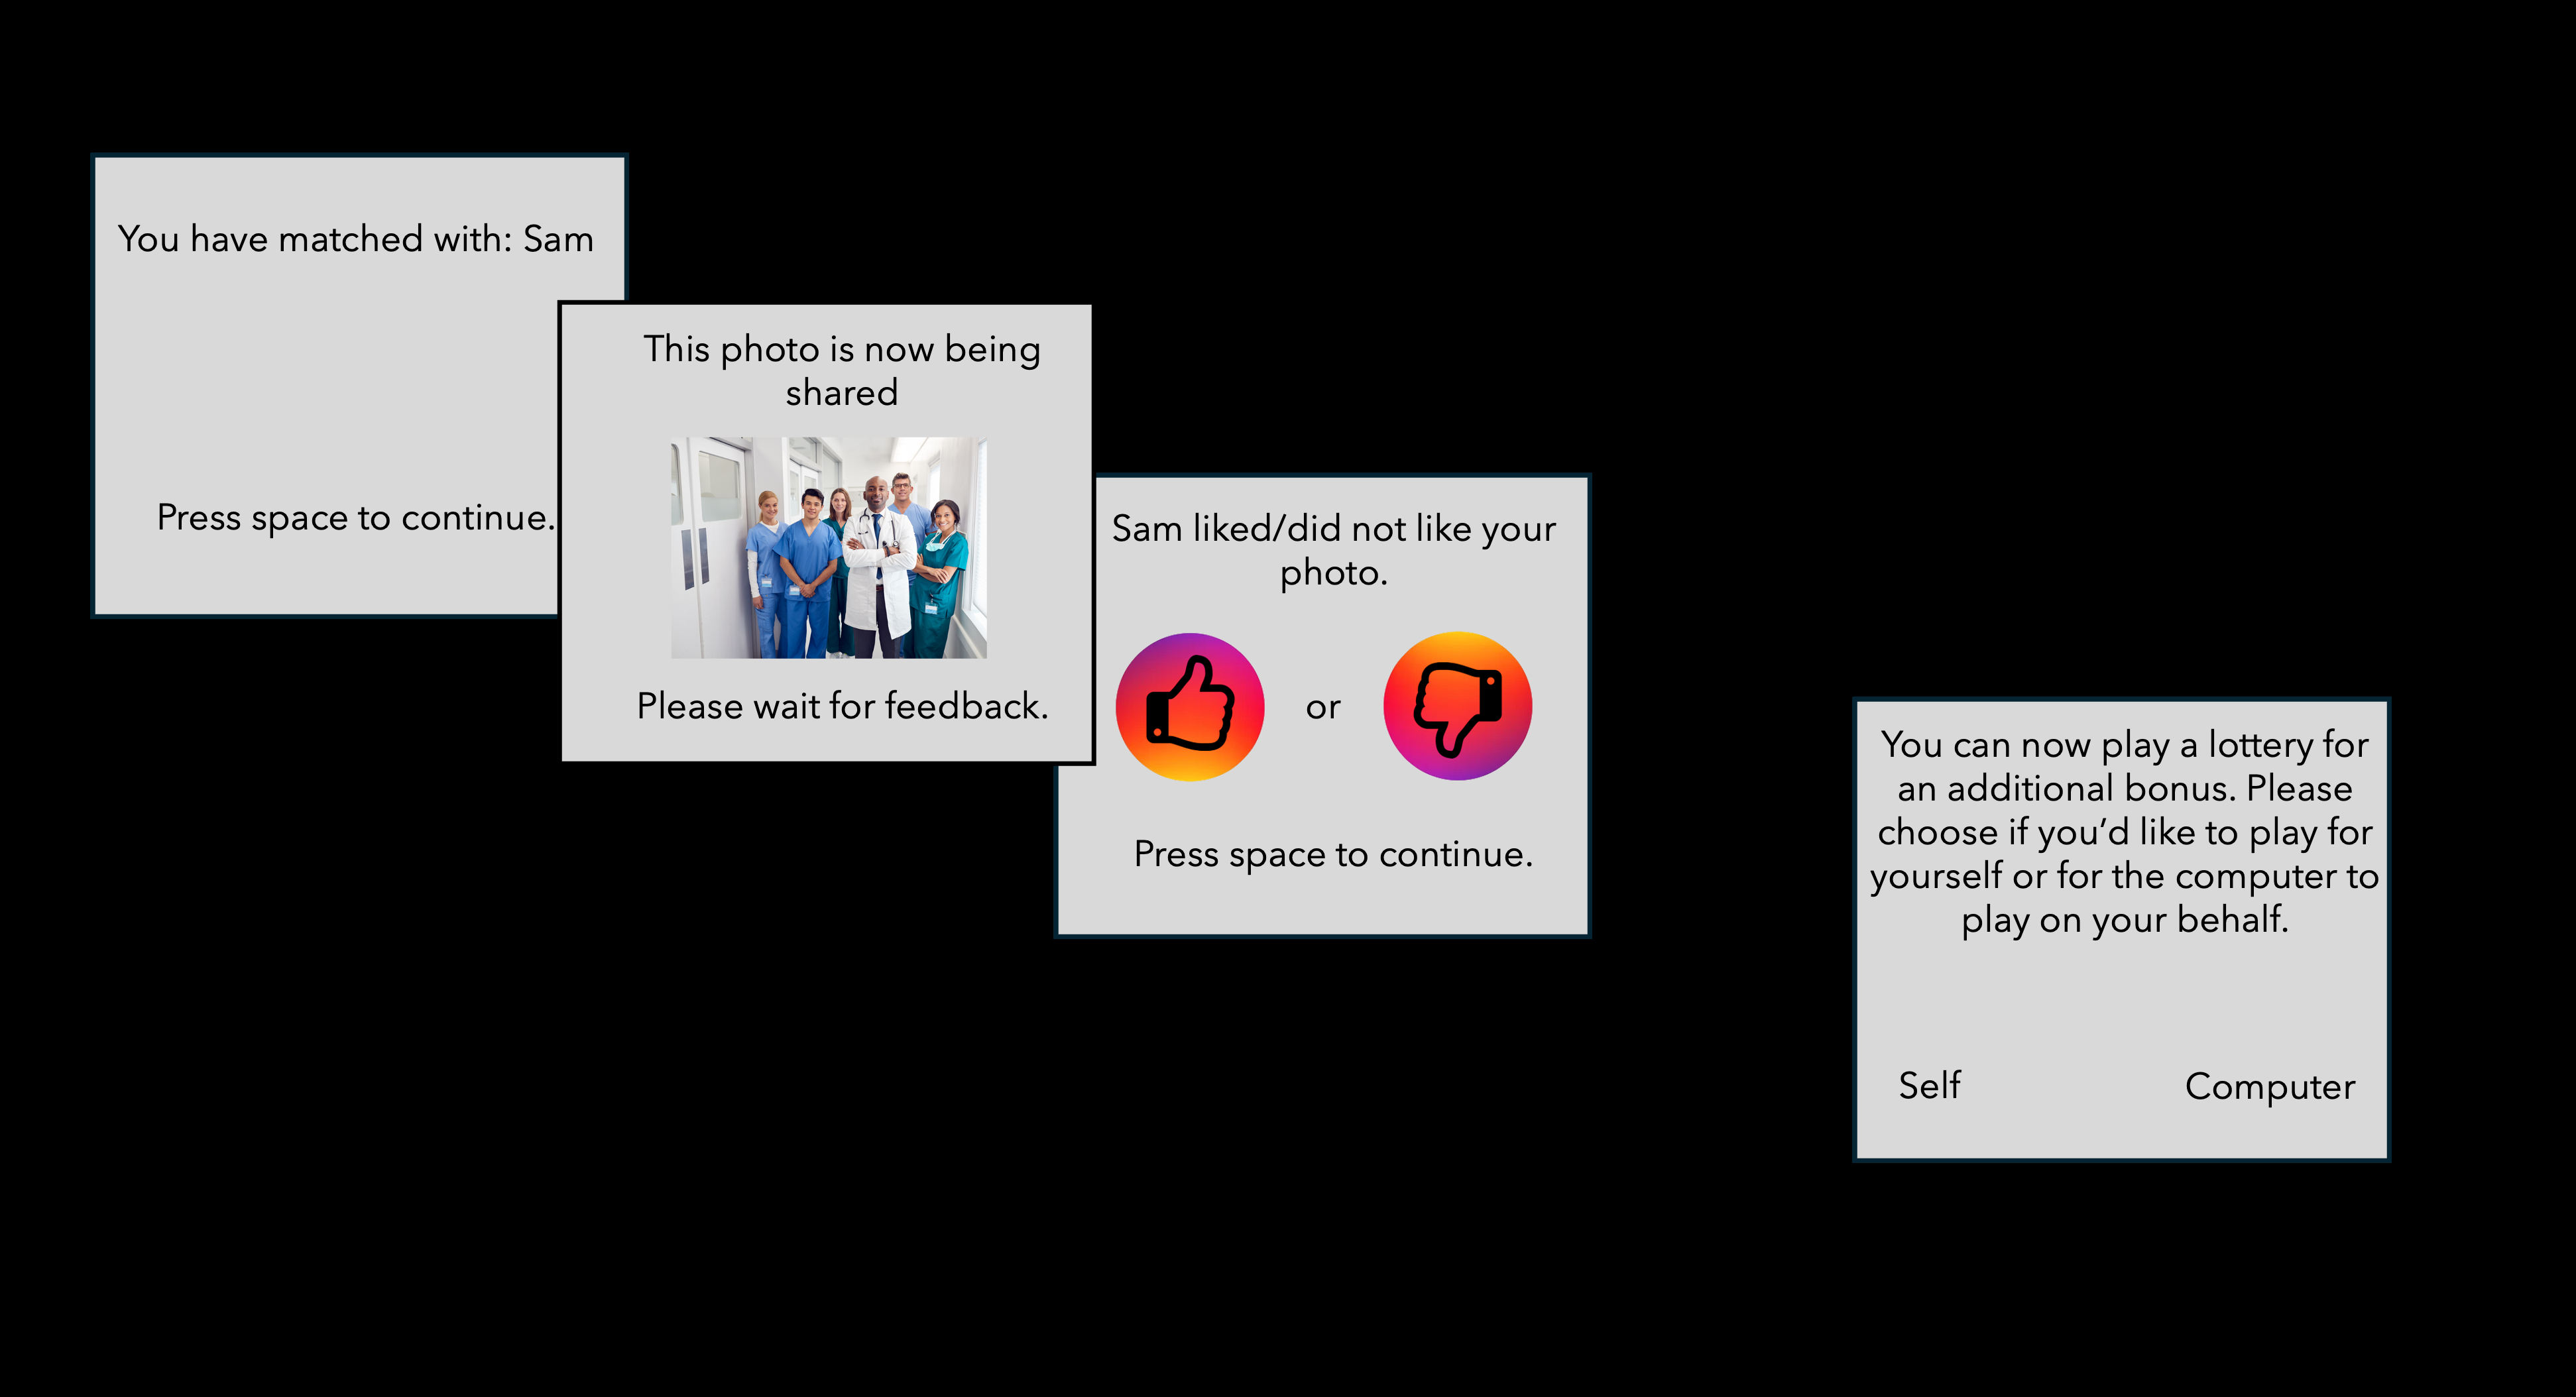 You have matched with: Sam
Press space to continue.
This photo is now being
shared
Please wait for feedback.
Sam liked/did not like your
photo.
or
Press space to continue.
You can now play a lottery for
an additional bonus. Please
choose if you’d like to play for
yourself or for the computer to
play on your behalf.
Self
Computer